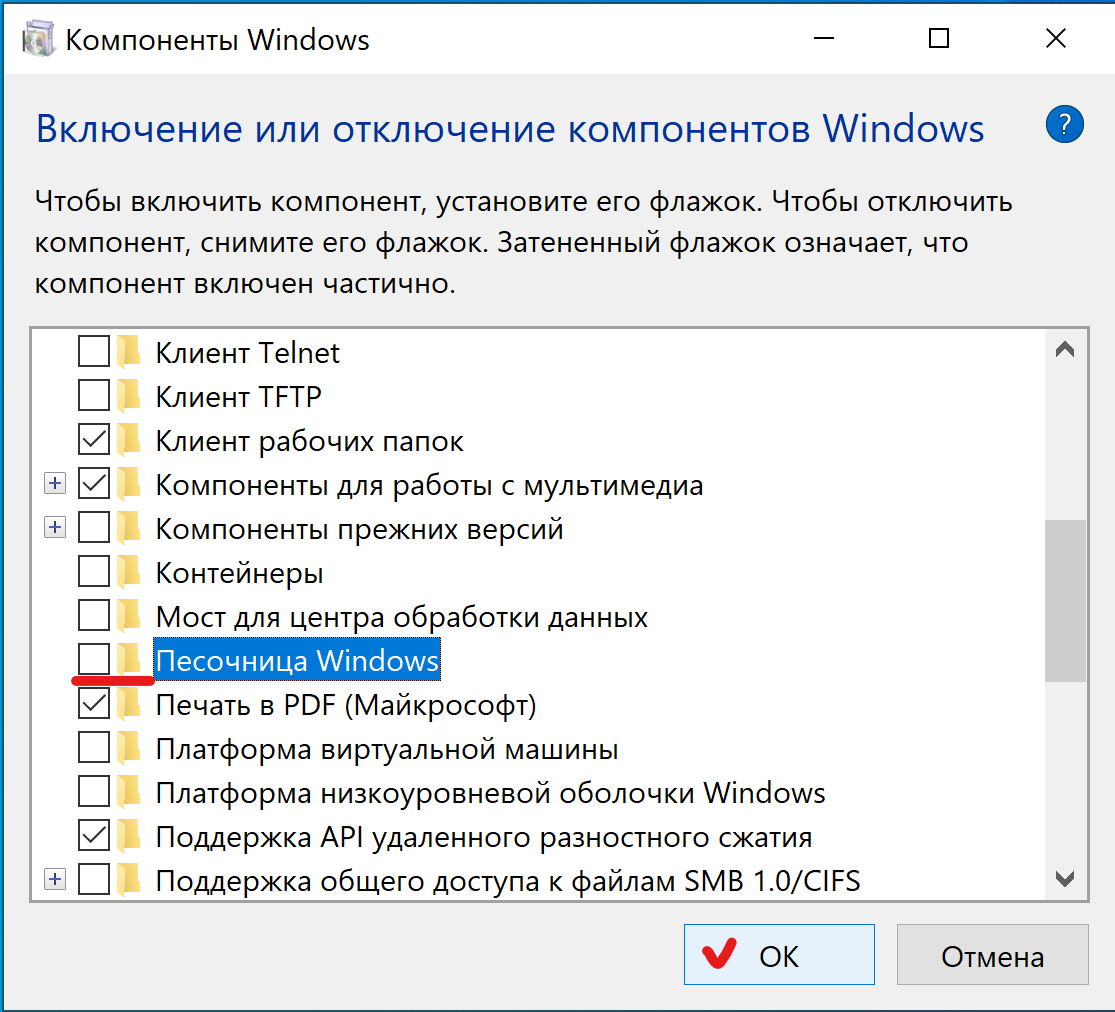 Компоненты Windows
Включение или отключение компонентов Windows
?
Чтобы включить компонент, установите его флажок. Чтобы отключить
компонент, снимите его флажок. Затененный флажок означает, что
компонент включен частично.
Клиент Telnet
Клиент TFTP
Клиент рабочих папок
Компоненты для работы с мультимедиа
Компоненты прежних версий
Контейнеры
Мост для центра обработки данных
Песочница Windows
Печать в PDF (Майкрософт)
Платформа виртуальной машины
Платформа низкоуровневой оболочки Windows
Поддержка API удаленного разностного сжатия
Поддержка общего доступа к файлам SMB 1.0/CIFS
ОК
Отмена